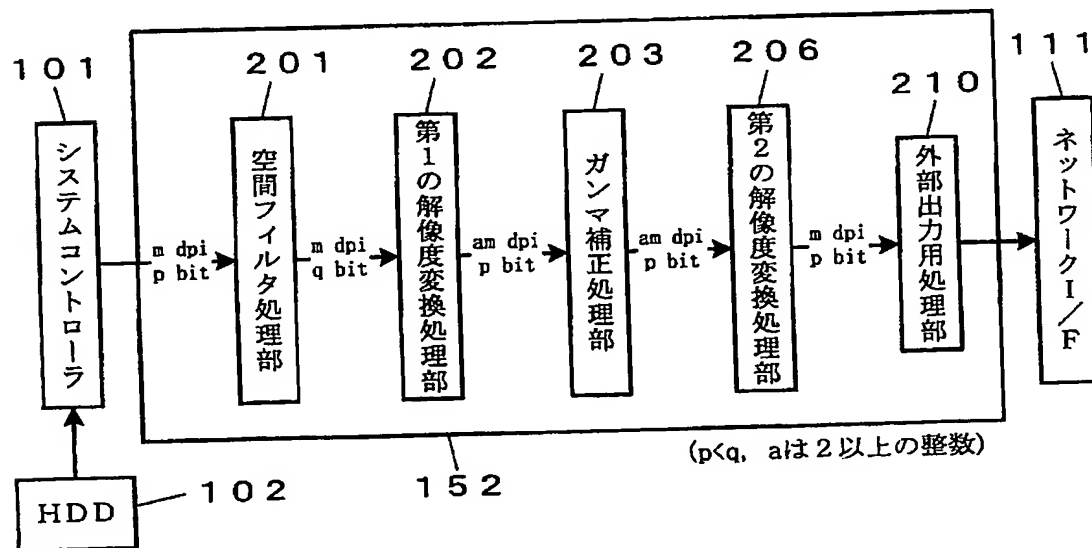 101
201
202
203
206
210
111
システムコントローラ
m dpi
p bit
空間フィルタ処理部
m dpi
q bit
第1の解像度変換処理部
am dpi
p bit
ガンマ補正処理部
am dpi
p bit
第2の解像度変換処理部
m dpi
p bit
外部出力用処理部
ネットワークI/F
(p<q, aは2以上の整数)
HDD
102
152